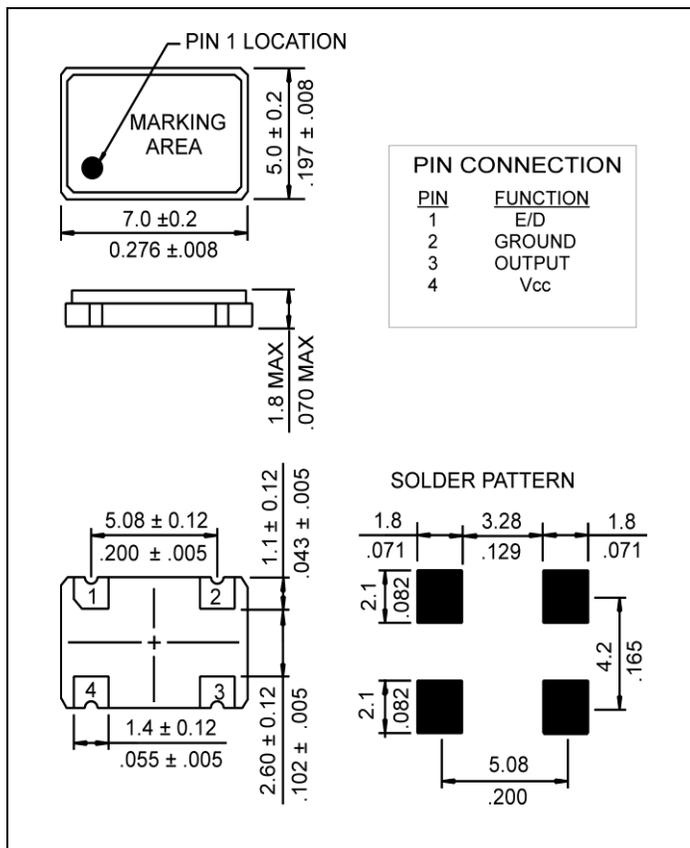 PIN 1 LOCATION
MARKING
AREA
5.0 ± 0.2
.197 ± .008
7.0 ±0.2
0.276 ±.008
PIN CONNECTION
PIN FUNCTION
1 E/D
2 GROUND
3 OUTPUT
4 Vcc
1.8 MAX
.070 MAX
5.08 ± 0.12
.200 ± .005
1.1 ± 0.12
.043 ± .005
1 2
4 3
1.4 ± 0.12
.055 ± .005
2.60 ± 0.12
.102 ± .005
SOLDER PATTERN
1.8 3.28 1.8
.071 .129 .071
2.1
.082
4.2
.165
2.1
.082
5.08
.200